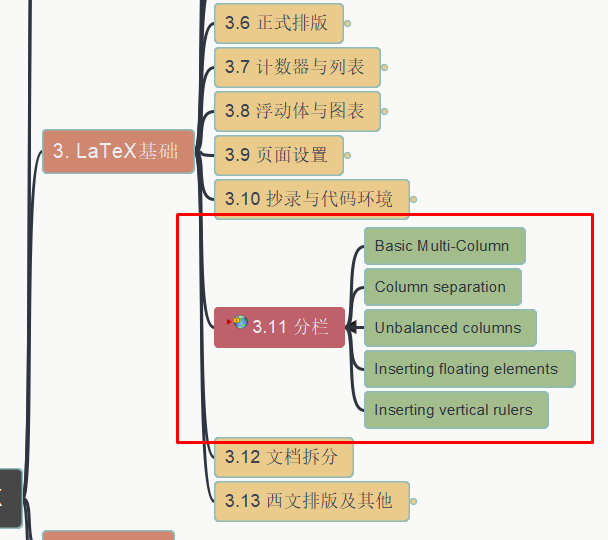 3.6 正式排版
3.7 计数器与列表
3.8 浮动体与图表
3. LaTeX基础
3.9 页面设置
3.10 抄录与代码环境
Basic Multi-Column
Column separation
3.11 分栏
Unbalanced columns
Inserting floating elements
Inserting vertical rulers
3.12 文档拆分
3.13 西文排版及其他